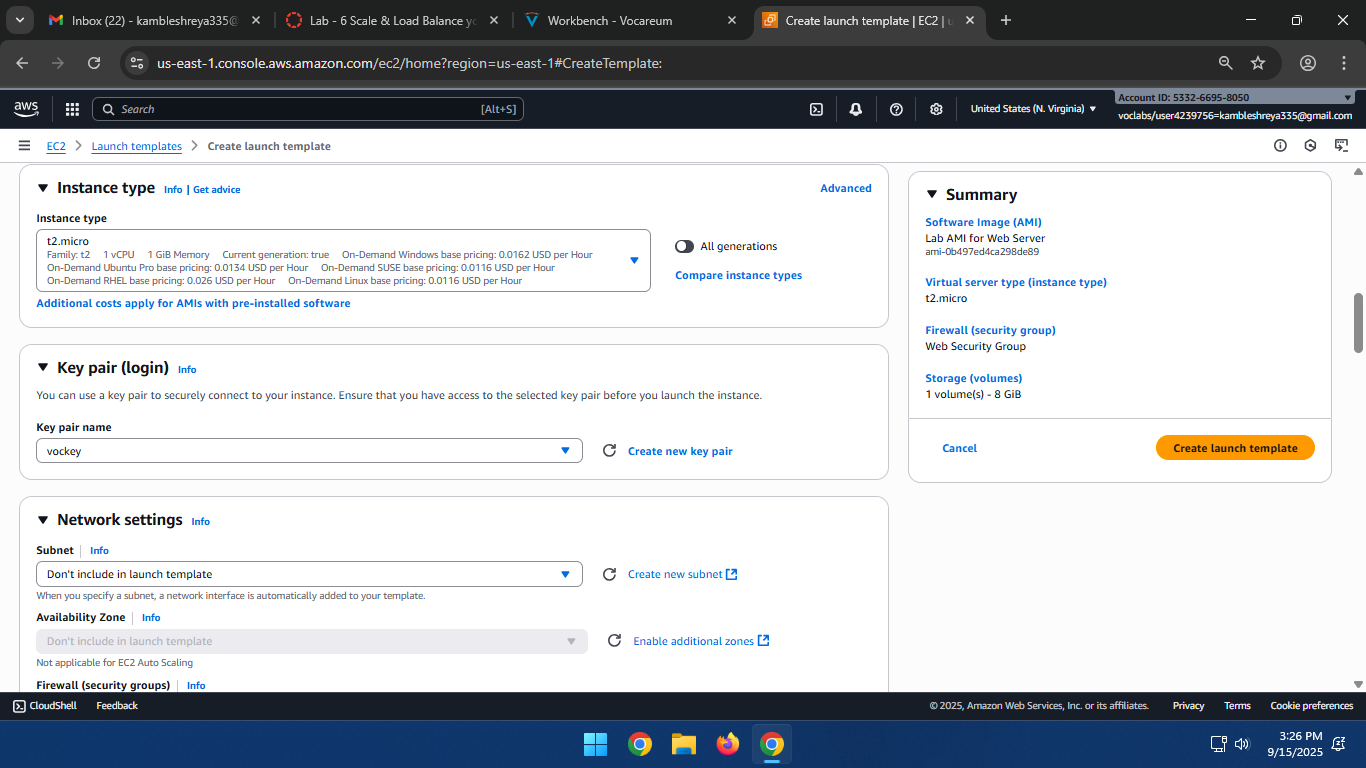 Inbox (22) - kambleshreya335@
Lab - 6 Scale & Load Balance yo
Workbench - Vocareum
Create launch template | EC2 | u
us-east-1.console.aws.amazon.com/ec2/home?region=us-east-1#CreateTemplate:
aws
Search
[Alt+S]
United States (N. Virginia)
Account ID: 5332-6695-8050
voclabs/user4239756=kambleshreya335@gmail.com
EC2
Launch templates
Create launch template
Instance type Info | Get advice
Advanced
Instance type
t2.micro
Family: t2 1 vCPU 1 GiB Memory Current generation: true On-Demand Windows base pricing: 0.0162 USD per Hour
On-Demand Ubuntu Pro base pricing: 0.0134 USD per Hour On-Demand SUSE base pricing: 0.0116 USD per Hour
On-Demand RHEL base pricing: 0.026 USD per Hour On-Demand Linux base pricing: 0.0116 USD per Hour
All generations
Compare instance types
Additional costs apply for AMIs with pre-installed software
Key pair (login) Info
You can use a key pair to securely connect to your instance. Ensure that you have access to the selected key pair before you launch the instance.
Key pair name
vockey
Create new key pair
Network settings Info
Subnet Info
Don't include in launch template
Create new subnet
When you specify a subnet, a network interface is automatically added to your template.
Availability Zone Info
Don't include in launch template
Enable additional zones
Not applicable for EC2 Auto Scaling
Firewall (security groups) Info
Summary
Software Image (AMI)
Lab AMI for Web Server
ami-0b497ed4ca298de89
Virtual server type (instance type)
t2.micro
Firewall (security group)
Web Security Group
Storage (volumes)
1 volume(s) - 8 GiB
Cancel
Create launch template
CloudShell
Feedback
© 2025, Amazon Web Services, Inc. or its affiliates.
Privacy
Terms
Cookie preferences
3:26 PM
9/15/2025